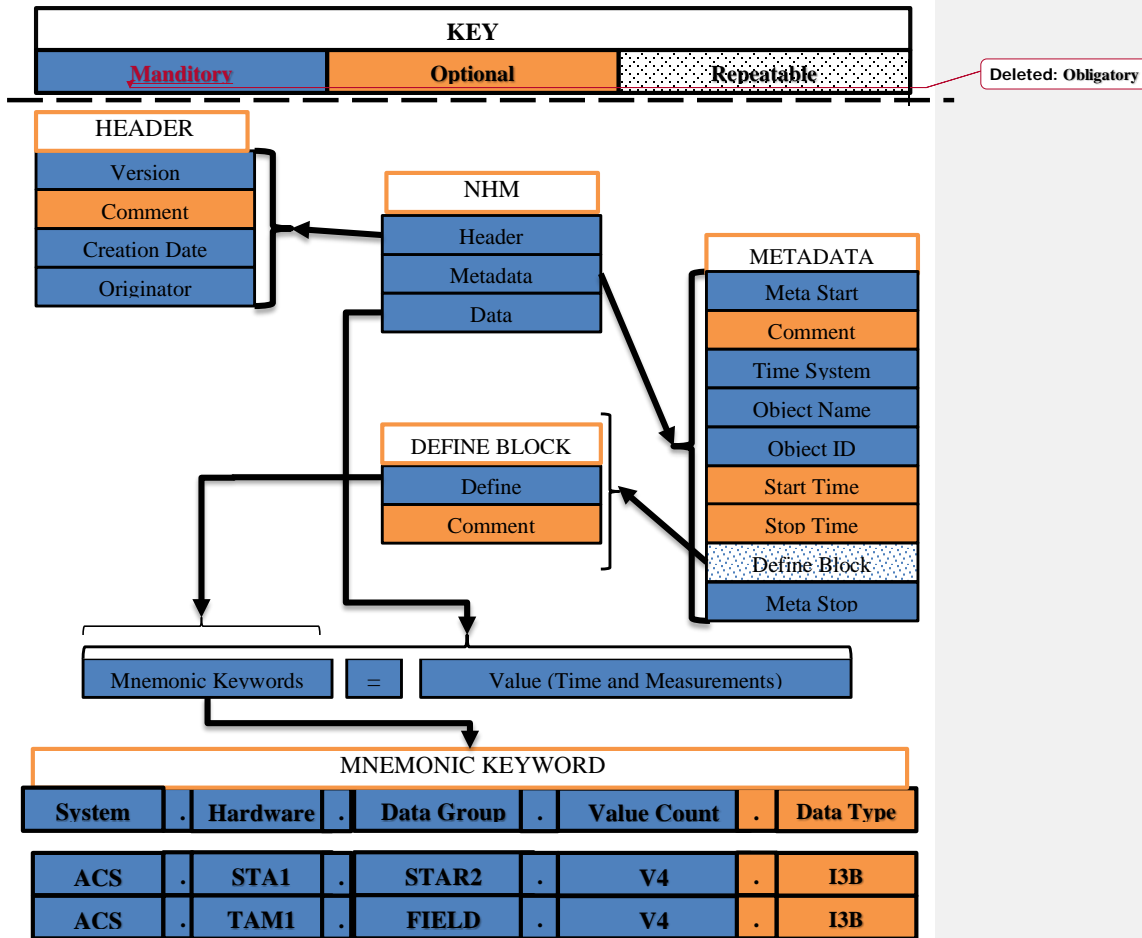 KEY
Manditory Optional Repeatable
Deleted: Obligatory
HEADER
Version
Comment
Creation Date
Originator
NHM
Header
Metadata
Data
METADATA
Meta Start
Comment
Time System
Object Name
Object ID
Start Time
Stop Time
Define Block
Meta Stop
DEFINE BLOCK
Define
Comment
Mnemonic Keywords = Value (Time and Measurements)
MNEMONIC KEYWORD
System . Hardware . Data Group . Value Count . Data Type
ACS . STA1 . STAR2 . V4 . I3B
ACS . TAM1 . FIELD . V4 . I3B